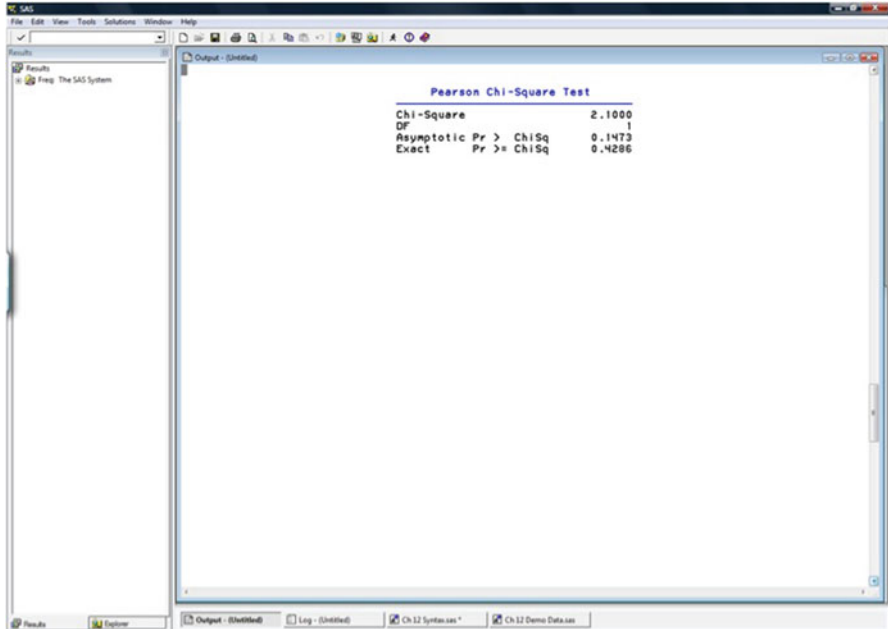 SAS
File Edit View Tools Solutions Window Help
Results
Results
Freq: The SAS System
Output - (Untitled)
Pearson Chi-Square Test
Chi-Square 2.1000
DF 1
Asymptotic Pr > ChiSq 0.1473
Exact Pr >= ChiSq 0.4286
Results
Explorer
Output - (Untitled)
Log - (Untitled)
Ch 12 Syntax.sas *
Ch 12 Demo Data.sas